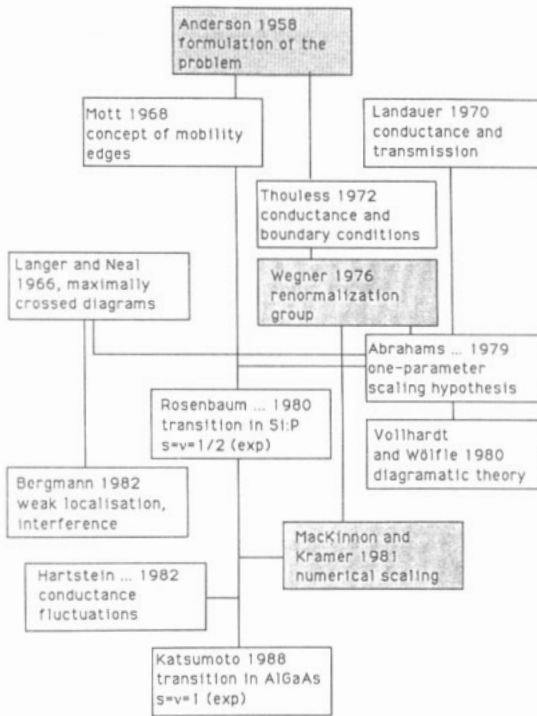 Anderson 1958
formulation of the
problem
Mott 1968
concept of mobility
edges
Landauer 1970
conductance and
transmission
Thouless 1972
conductance and
boundary conditions
Langer and Neal
1966, maximally
crossed diagrams
Wegner 1976
renormalization
group
Abrahams ... 1979
one-parameter
scaling hypothesis
Rosenbaum ... 1980
transition in Si:P
s=ν=1/2 (exp)
Vollhardt
and Wölfle 1980
diagramatic theory
Bergmann 1982
weak localisation,
interference
MacKinnon and
Kramer 1981
numerical scaling
Hartstein ... 1982
conductance
fluctuations
Katsumoto 1988
transition in AlGaAs
s=ν=1 (exp)